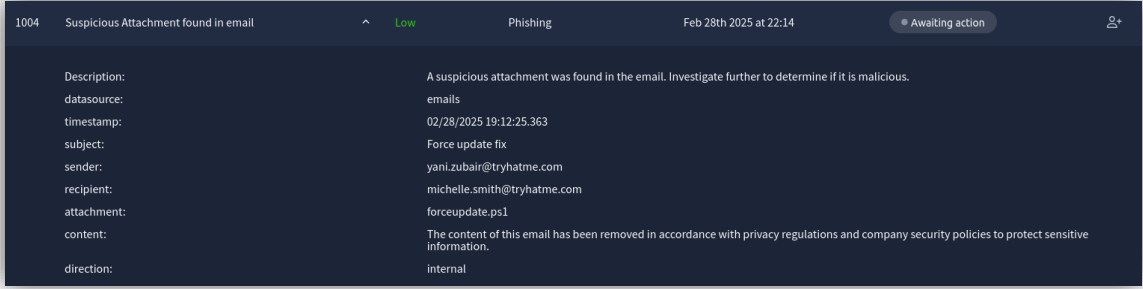 1004 Suspicious Attachment found in email Low Phishing Feb 28th 2025 at 22:14 Awaiting action
Description: A suspicious attachment was found in the email. Investigate further to determine if it is malicious.
datasource: emails
timestamp: 02/28/2025 19:12:25.363
subject: Force update fix
sender: yani.zubair@tryhatme.com
recipient: michelle.smith@tryhatme.com
attachment: forceupdate.ps1
content: The content of this email has been removed in accordance with privacy regulations and company security policies to protect sensitive
information.
direction: internal